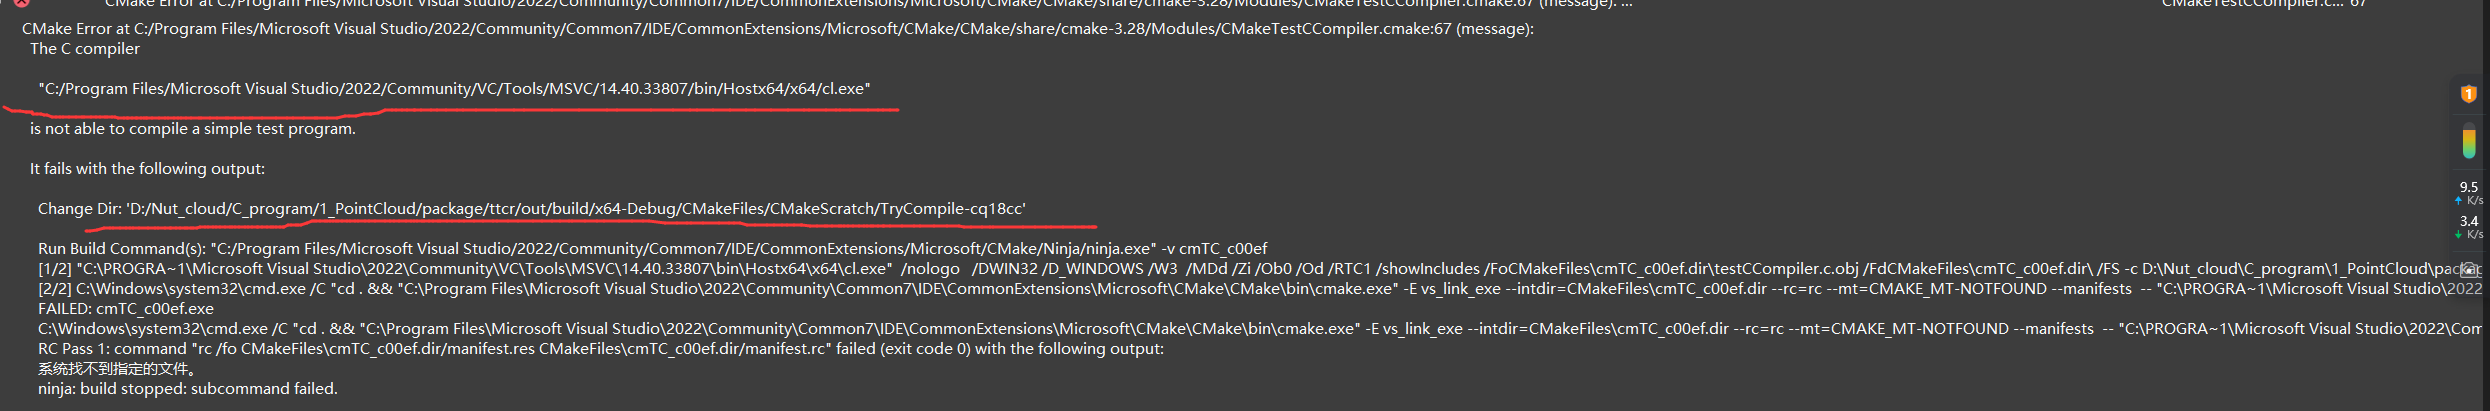 CMake Error at C:/Program Files/Microsoft Visual Studio/2022/Community/Common7/IDE/CommonExtensions/Microsoft/CMake/CMake/share/cmake-3.28/Modules/CMakeTestCCompiler.cmake:67 (message): ... CMakeTestCCompiler.c... 67
CMake Error at C:/Program Files/Microsoft Visual Studio/2022/Community/Common7/IDE/CommonExtensions/Microsoft/CMake/CMake/share/cmake-3.28/Modules/CMakeTestCCompiler.cmake:67 (message):
The C compiler
"C:/Program Files/Microsoft Visual Studio/2022/Community/VC/Tools/MSVC/14.40.33807/bin/Hostx64/x64/cl.exe"
is not able to compile a simple test program.
It fails with the following output:
Change Dir: 'D:/Nut_cloud/C_program/1_PointCloud/package/ttcr/out/build/x64-Debug/CMakeFiles/CMakeScratch/TryCompile-cq18cc'
Run Build Command(s): "C:/Program Files/Microsoft Visual Studio/2022/Community/Common7/IDE/CommonExtensions/Microsoft/CMake/Ninja/ninja.exe" -v cmTC_c00ef
[1/2] "C:\PROGRA~1\Microsoft Visual Studio\2022\Community\VC\Tools\MSVC\14.40.33807\bin\Hostx64\x64\cl.exe" /nologo /DWIN32 /D_WINDOWS /W3 /MDd /Zi /Ob0 /Od /RTC1 /showIncludes /FoCMakeFiles\cmTC_c00ef.dir\testCCompiler.c.obj /FdCMakeFiles\cmTC_c00ef.dir\ /FS -c D:\Nut_cloud\C_program\1_PointCloud\packac
[2/2] C:\Windows\system32\cmd.exe /C "cd . && "C:\Program Files\Microsoft Visual Studio\2022\Community\Common7\IDE\CommonExtensions\Microsoft\CMake\CMake\bin\cmake.exe" -E vs_link_exe --intdir=CMakeFiles\cmTC_c00ef.dir --rc=rc --mt=CMAKE_MT-NOTFOUND --manifests -- "C:\PROGRA~1\Microsoft Visual Studio\2022
FAILED: cmTC_c00ef.exe
C:\Windows\system32\cmd.exe /C "cd . && "C:\Program Files\Microsoft Visual Studio\2022\Community\Common7\IDE\CommonExtensions\Microsoft\CMake\CMake\bin\cmake.exe" -E vs_link_exe --intdir=CMakeFiles\cmTC_c00ef.dir --rc=rc --mt=CMAKE_MT-NOTFOUND --manifests -- "C:\PROGRA~1\Microsoft Visual Studio\2022\Com
RC Pass 1: command "rc /fo CMakeFiles\cmTC_c00ef.dir/manifest.res CMakeFiles\cmTC_c00ef.dir/manifest.rc" failed (exit code 0) with the following output:
系统找不到指定的文件。
ninja: build stopped: subcommand failed.
1
9.5
K/s
3.4
K/s